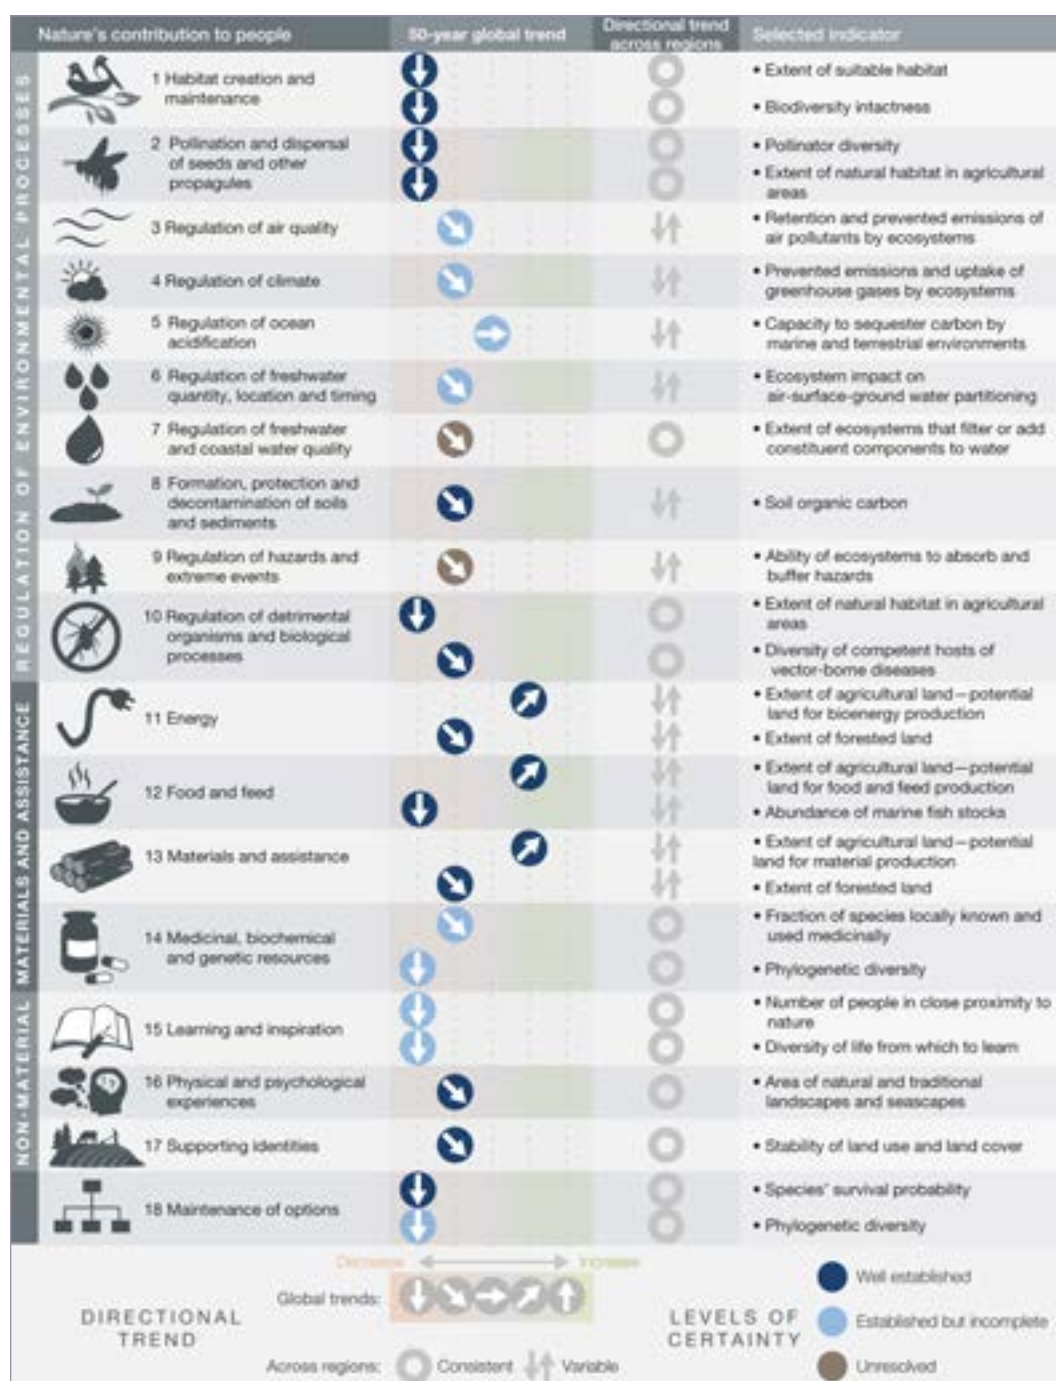 Nature's contribution to people
50-year global trend
Directional trend
across regions
Selected indicator
REGULATION OF ENVIRONMENTAL PROCESSES
1 Habitat creation and
maintenance
• Extent of suitable habitat
• Biodiversity intactness
2 Pollination and dispersal
of seeds and other
propagules
• Pollinator diversity
• Extent of natural habitat in agricultural
areas
3 Regulation of air quality
• Retention and prevented emissions of
air pollutants by ecosystems
4 Regulation of climate
• Prevented emissions and uptake of
greenhouse gases by ecosystems
5 Regulation of ocean
acidification
• Capacity to sequester carbon by
marine and terrestrial environments
6 Regulation of freshwater
quantity, location and timing
• Ecosystem impact on
air-surface-ground water partitioning
7 Regulation of freshwater
and coastal water quality
• Extent of ecosystems that filter or add
constituent components to water
8 Formation, protection and
decontamination of soils
and sediments
• Soil organic carbon
9 Regulation of hazards and
extreme events
• Ability of ecosystems to absorb and
buffer hazards
10 Regulation of detrimental
organisms and biological
processes
• Extent of natural habitat in agricultural
areas
• Diversity of competent hosts of
vector-borne diseases
MATERIALS AND ASSISTANCE
11 Energy
• Extent of agricultural land—potential
land for bioenergy production
• Extent of forested land
12 Food and feed
• Extent of agricultural land—potential
land for food and feed production
• Abundance of marine fish stocks
13 Materials and assistance
• Extent of agricultural land—potential
land for material production
• Extent of forested land
14 Medicinal, biochemical
and genetic resources
• Fraction of species locally known and
used medicinally
• Phylogenetic diversity
NON-MATERIAL
15 Learning and inspiration
• Number of people in close proximity to
nature
• Diversity of life from which to learn
16 Physical and psychological
experiences
• Area of natural and traditional
landscapes and seascapes
17 Supporting identities
• Stability of land use and land cover
18 Maintenance of options
• Species' survival probability
• Phylogenetic diversity
Decrease
Increase
DIRECTIONAL
TREND
Global trends:
Across regions:
Consistent
Variable
LEVELS OF
CERTAINTY
Well established
Established but incomplete
Unresolved